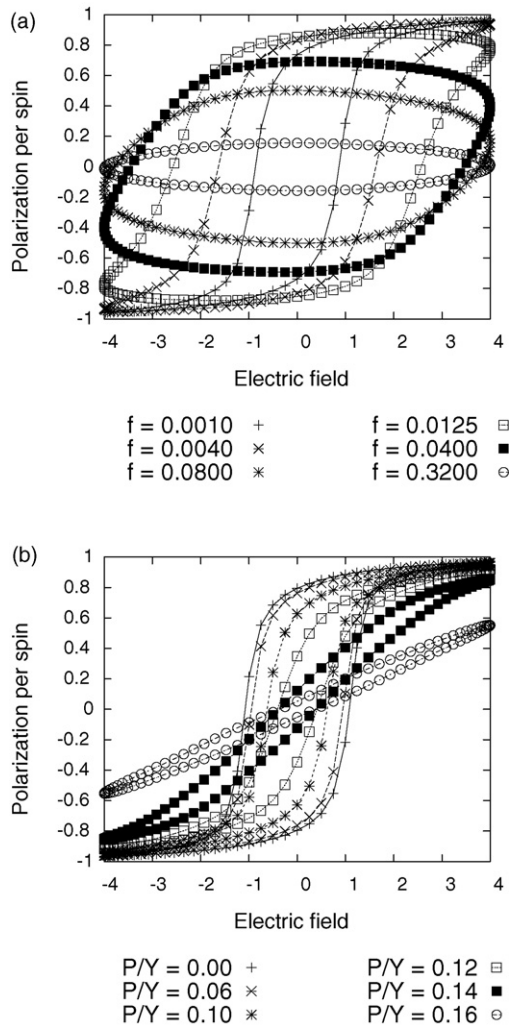 (a)
1
0.8
0.6
0.4
0.2
0
-0.2
-0.4
-0.6
-0.8
-1
Polarization per spin
-4 -3 -2 -1 0 1 2 3 4
Electric field
f = 0.0010 f = 0.0125
f = 0.0040 f = 0.0400
f = 0.0800 f = 0.3200
(b)
1
0.8
0.6
0.4
0.2
0
-0.2
-0.4
-0.6
-0.8
-1
Polarization per spin
-4 -3 -2 -1 0 1 2 3 4
Electric field
P/Y = 0.00 P/Y = 0.12
P/Y = 0.06 P/Y = 0.14
P/Y = 0.10 P/Y = 0.16